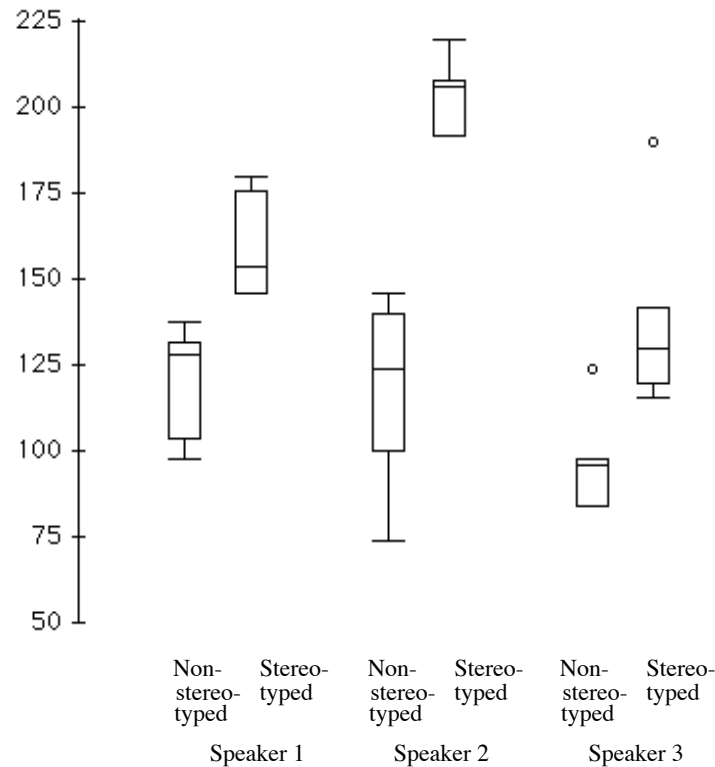 225
200
175
150
125
100
75
50
Non-
stereo-
typed
Stereo-
typed
Non-
stereo-
typed
Stereo-
typed
Non-
stereo-
typed
Stereo-
typed
Speaker 1
Speaker 2
Speaker 3